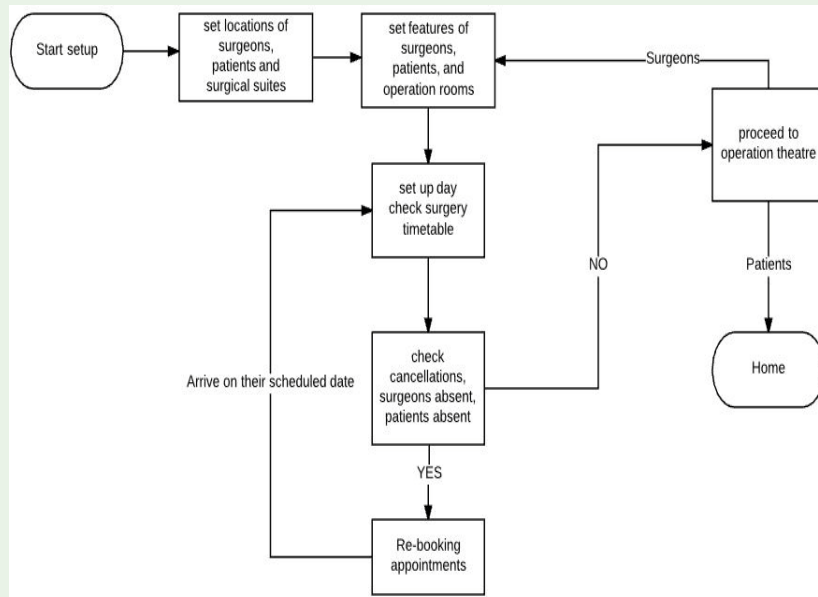 Start setup
set locations of
surgeons,
patients and
surgical suites
set features of
surgeons,
patients, and
operation rooms
Surgeons
proceed to
operation theatre
set up day
check surgery
timetable
NO
Patients
check
cancellations,
surgeons absent,
patients absent
Home
Arrive on their scheduled date
YES
Re-booking
appointments